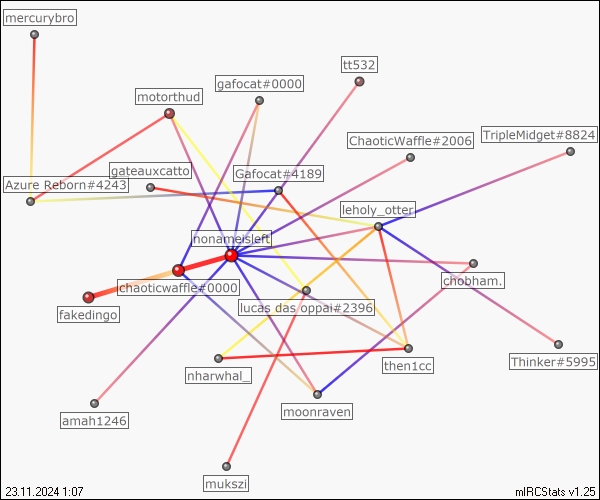 mercurybro
tt532
gafocat#0000
motorthud
TripleMidget#8824
ChaoticWaffle#2006
gateauxcatto
Gafocat#4189
Azure Reborn#4243
leholy_otter
nonameisleft
chobham.
chaoticwaffle#0000
lucas das oppai#2396
fakedingo
Thinker#5995
then1cc
nharwhal_
moonraven
amah1246
mukszi
23.11.2024 1:07
mIRCStats v1.25